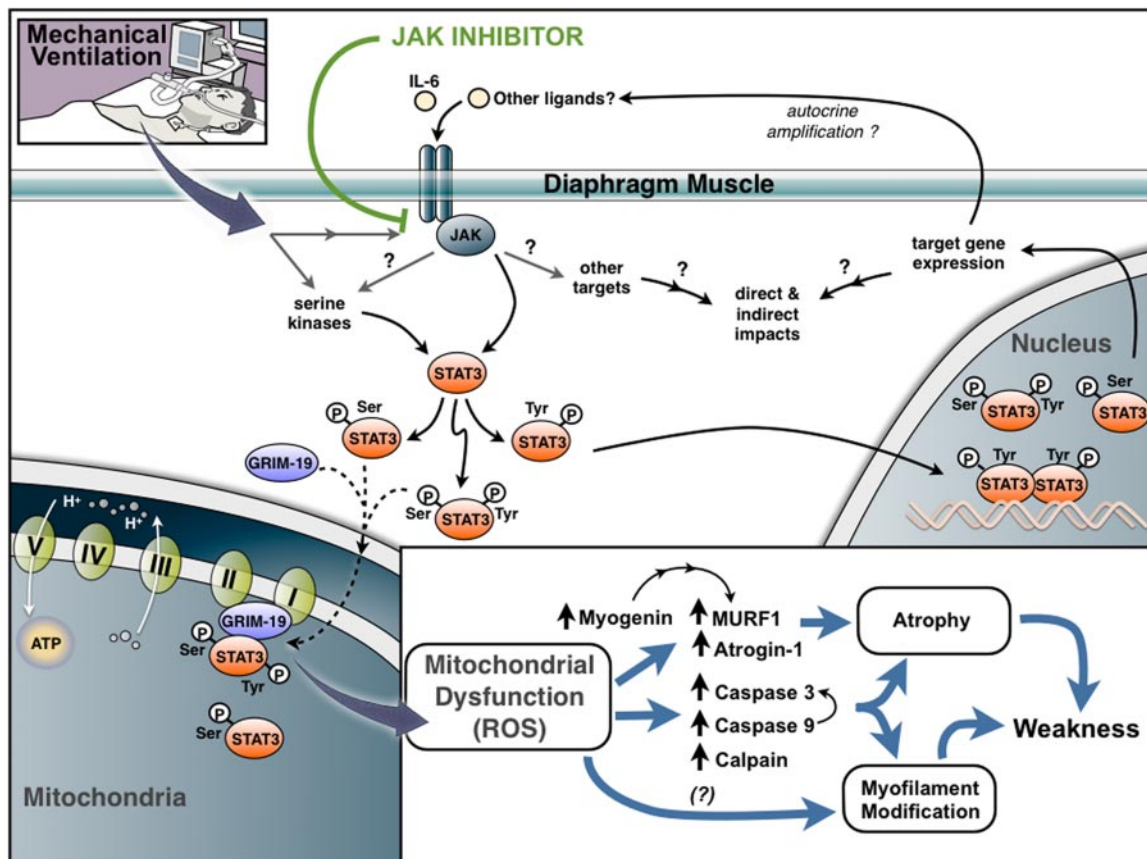 Mechanical
Ventilation
JAK INHIBITOR
IL-6
Other ligands?
autocrine
amplification ?
Diaphragm Muscle
JAK
?
?
serine
kinases
other
targets
?
direct &
indirect
impacts
?
target gene
expression
Nucleus
STAT3
P
Ser
STAT3
Tyr
P
STAT3
GRIM-19
P
P
Ser
STAT3
Tyr
P
P
Ser
STAT3
Tyr
P
Ser
STAT3
P
Tyr
Tyr
P
STAT3
STAT3
H+
H+
V
IV
III
II
I
ATP
GRIM-19
P
Ser
STAT3
P
Tyr
P
Ser
STAT3
Mitochondria
Mitochondrial
Dysfunction
(ROS)
Myogenin
MURF1
Atrogin-1
Caspase 3
Caspase 9
Calpain
(?)
Atrophy
Myofilament
Modification
Weakness